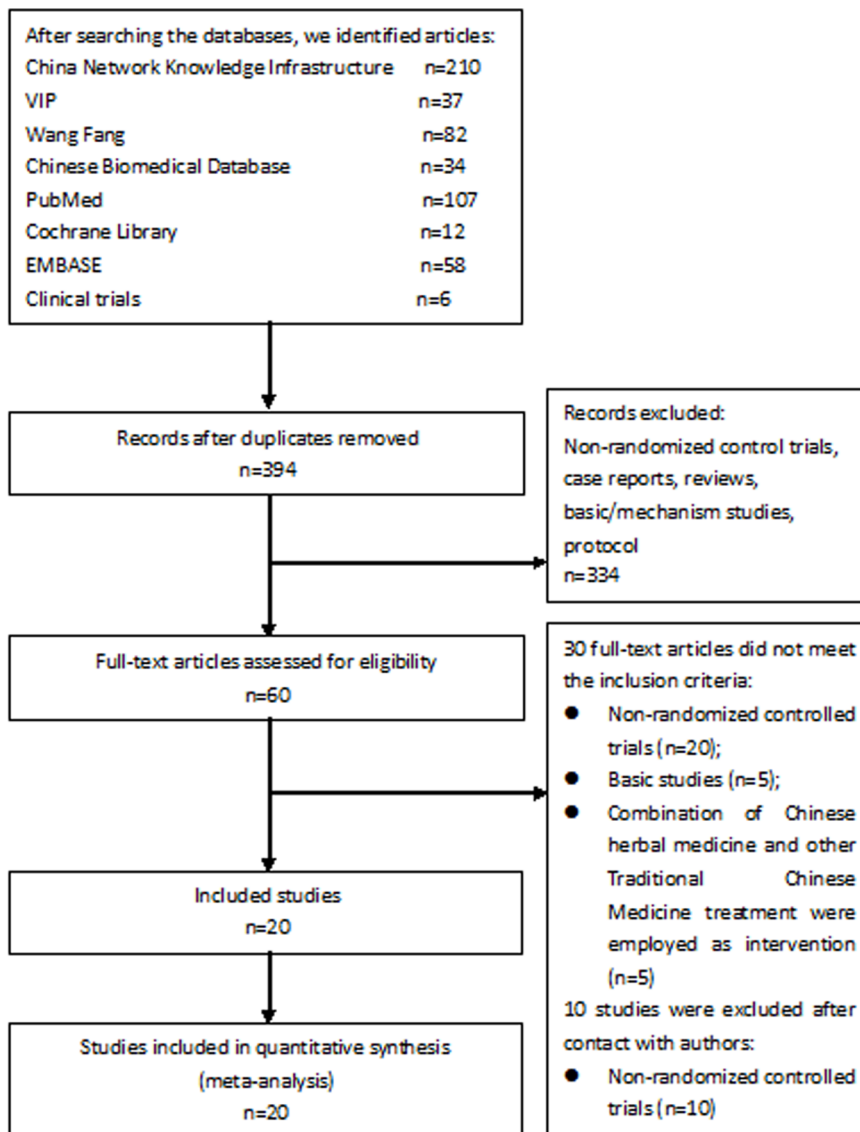 After searching the databases, we identified articles:
China Network Knowledge Infrastructure n=210
VIP n=37
Wang Fang n=82
Chinese Biomedical Database n=34
PubMed n=107
Cochrane Library n=12
EMBASE n=58
Clinical trials n=6
Records after duplicates removed
n=394
Records excluded:
Non-randomized control trials,
case reports, reviews,
basic/mechanism studies,
protocol
n=334
Full-text articles assessed for eligibility
n=60
30 full-text articles did not meet
the inclusion criteria:
● Non-randomized controlled
trials (n=20);
● Basic studies (n=5);
● Combination of Chinese
herbal medicine and other
Traditional Chinese
Medicine treatment were
employed as intervention
(n=5)
10 studies were excluded after
contact with authors:
● Non-randomized controlled
trials (n=10)
Included studies
n=20
Studies included in quantitative synthesis
(meta-analysis)
n=20